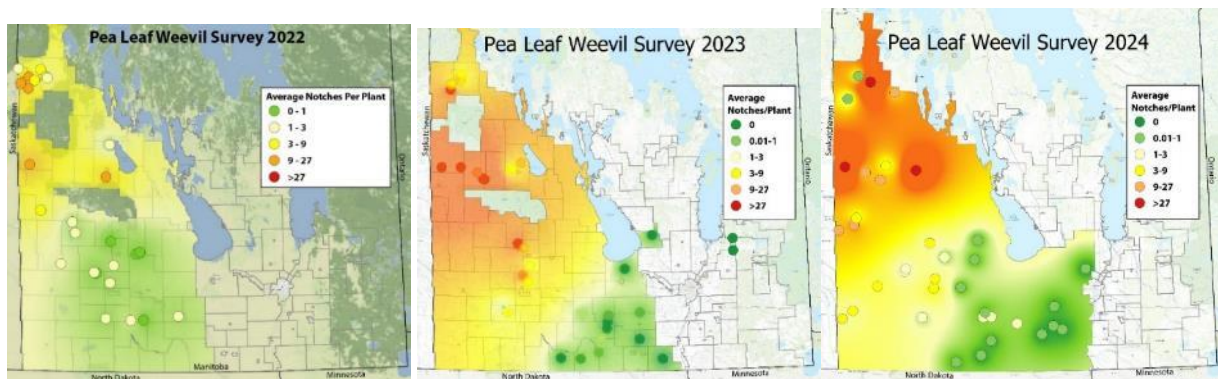 Pea Leaf Weevil Survey 2022
Average Notches Per Plant
0 - 1
1 - 3
3 - 9
9 - 27
>27
Saskatchewan
Ontario
Manitoba
North Dakota
Minnesota
Pea Leaf Weevil Survey 2023
Average
Notches/Plant
0
0.01-1
1-3
3-9
9-27
>27
Saskatchewan
Ontario
North Dakota
Minnesota
Pea Leaf Weevil Survey 2024
Average
Notches/Plant
0
0.01-1
1-3
3-9
9-27
>27
Saskatchewan
Ontario
North Dakota
Minnesota